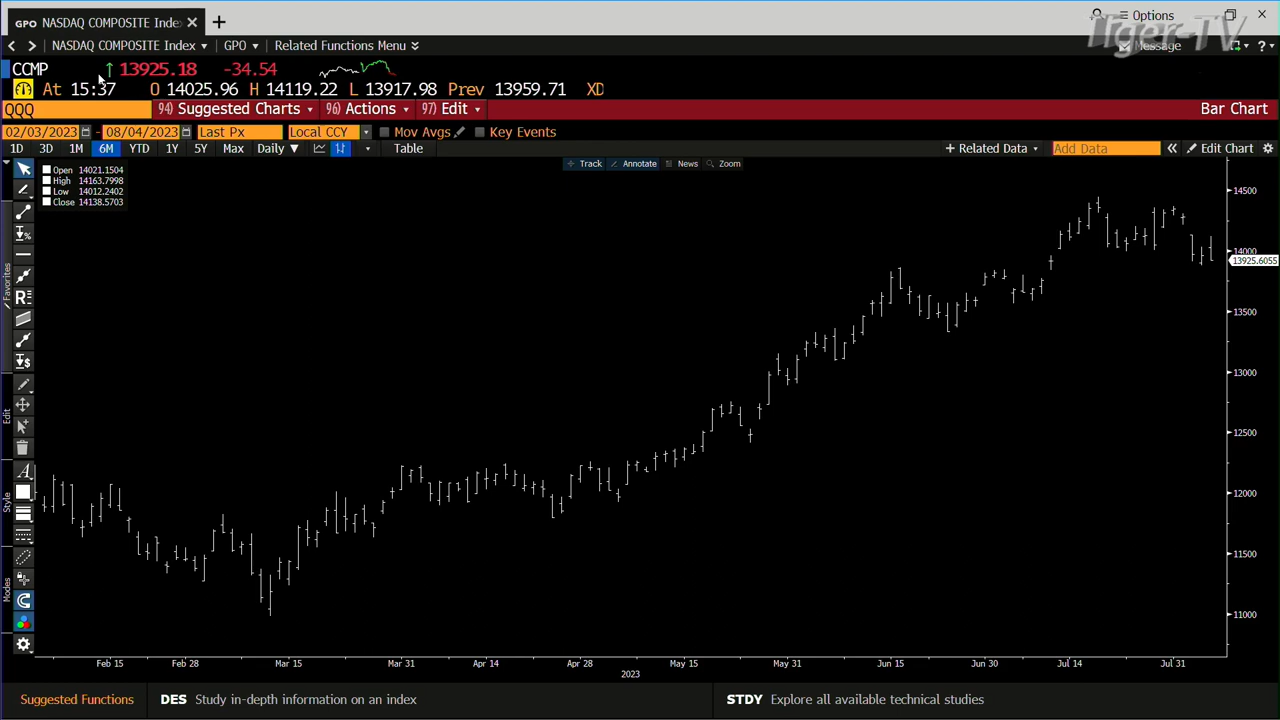 GPO NASDAQ COMPOSITE Inde
Options
Tiger-TV
NASDAQ COMPOSITE Index GPO Related Functions Menu
Message ?
CCMP ↑ 13925.18 -34.54
At 15:37 O 14025.96 H 14119.22 L 13917.98 Prev 13959.71 XD
QQQ 94) Suggested Charts 96) Actions 97) Edit Bar Chart
02/03/2023 - 08/04/2023 Last Px Local CCY Mov Avgs Key Events
1D 3D 1M 6M YTD 1Y 5Y Max Daily ▼ Table + Related Data Add Data « Edit Chart
Track Annotate News Zoom
Open 14021.1504
High 14163.7998
Low 14012.2402
Close 14138.5703
14500
14000
13925.6055
13500
13000
12500
12000
11500
11000
Favorites
Edit
Style
Modes
Feb 15 Feb 28 Mar 15 Mar 31 Apr 14 Apr 28 May 15 May 31 Jun 15 Jun 30 Jul 14 Jul 31
2023
Suggested Functions DES Study in-depth information on an index STDY Explore all available technical studies